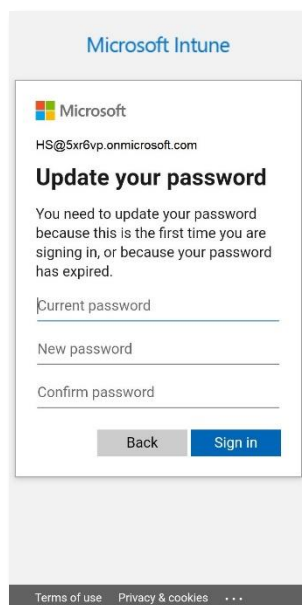 Microsoft Intune
Microsoft
HS@5xr6vp.onmicrosoft.com
Update your password
You need to update your password
because this is the first time you are
signing in, or because your password
has expired.
Current password
New password
Confirm password
Back Sign in
Terms of use Privacy & cookies ...